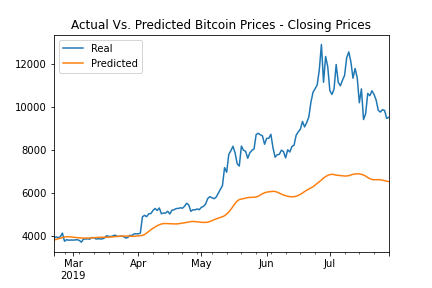 Actual Vs. Predicted Bitcoin Prices - Closing Prices
Real
Predicted
12000
10000
8000
6000
4000
Mar Apr May Jun Jul
2019